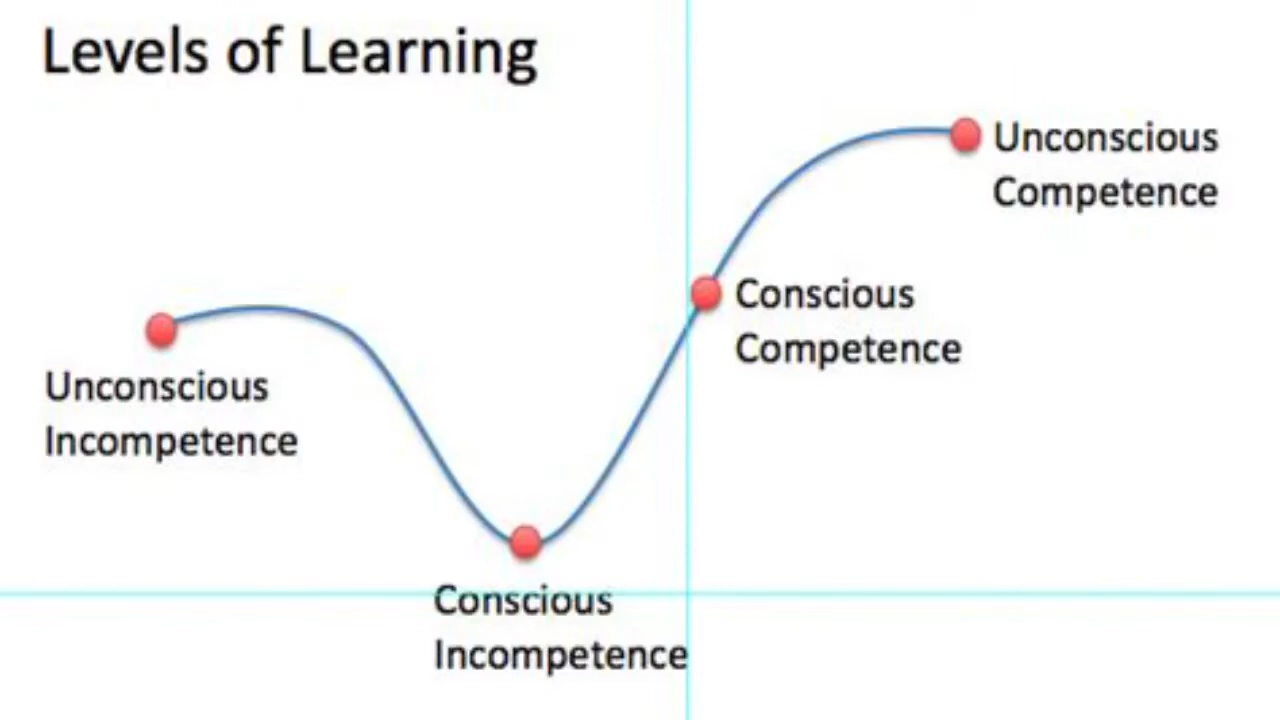 Levels of Learning
Unconscious
Competence
Conscious
Competence
Unconscious
Incompetence
Conscious
Incompetence